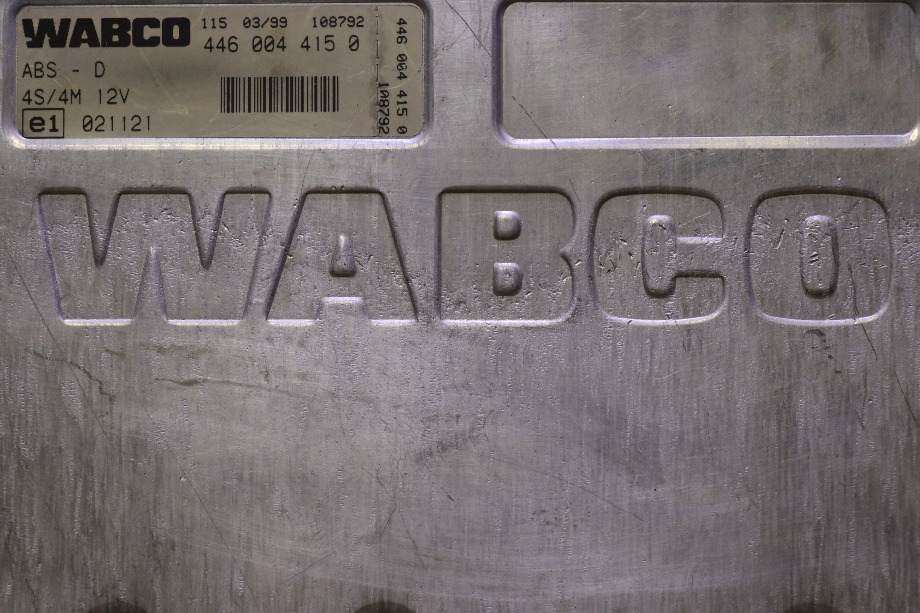 WABCO 115 03/99 108792
446 004 415 0
ABS - D
4S/4M 12V
e1 021121
446 004 415 0
108792
WABCO